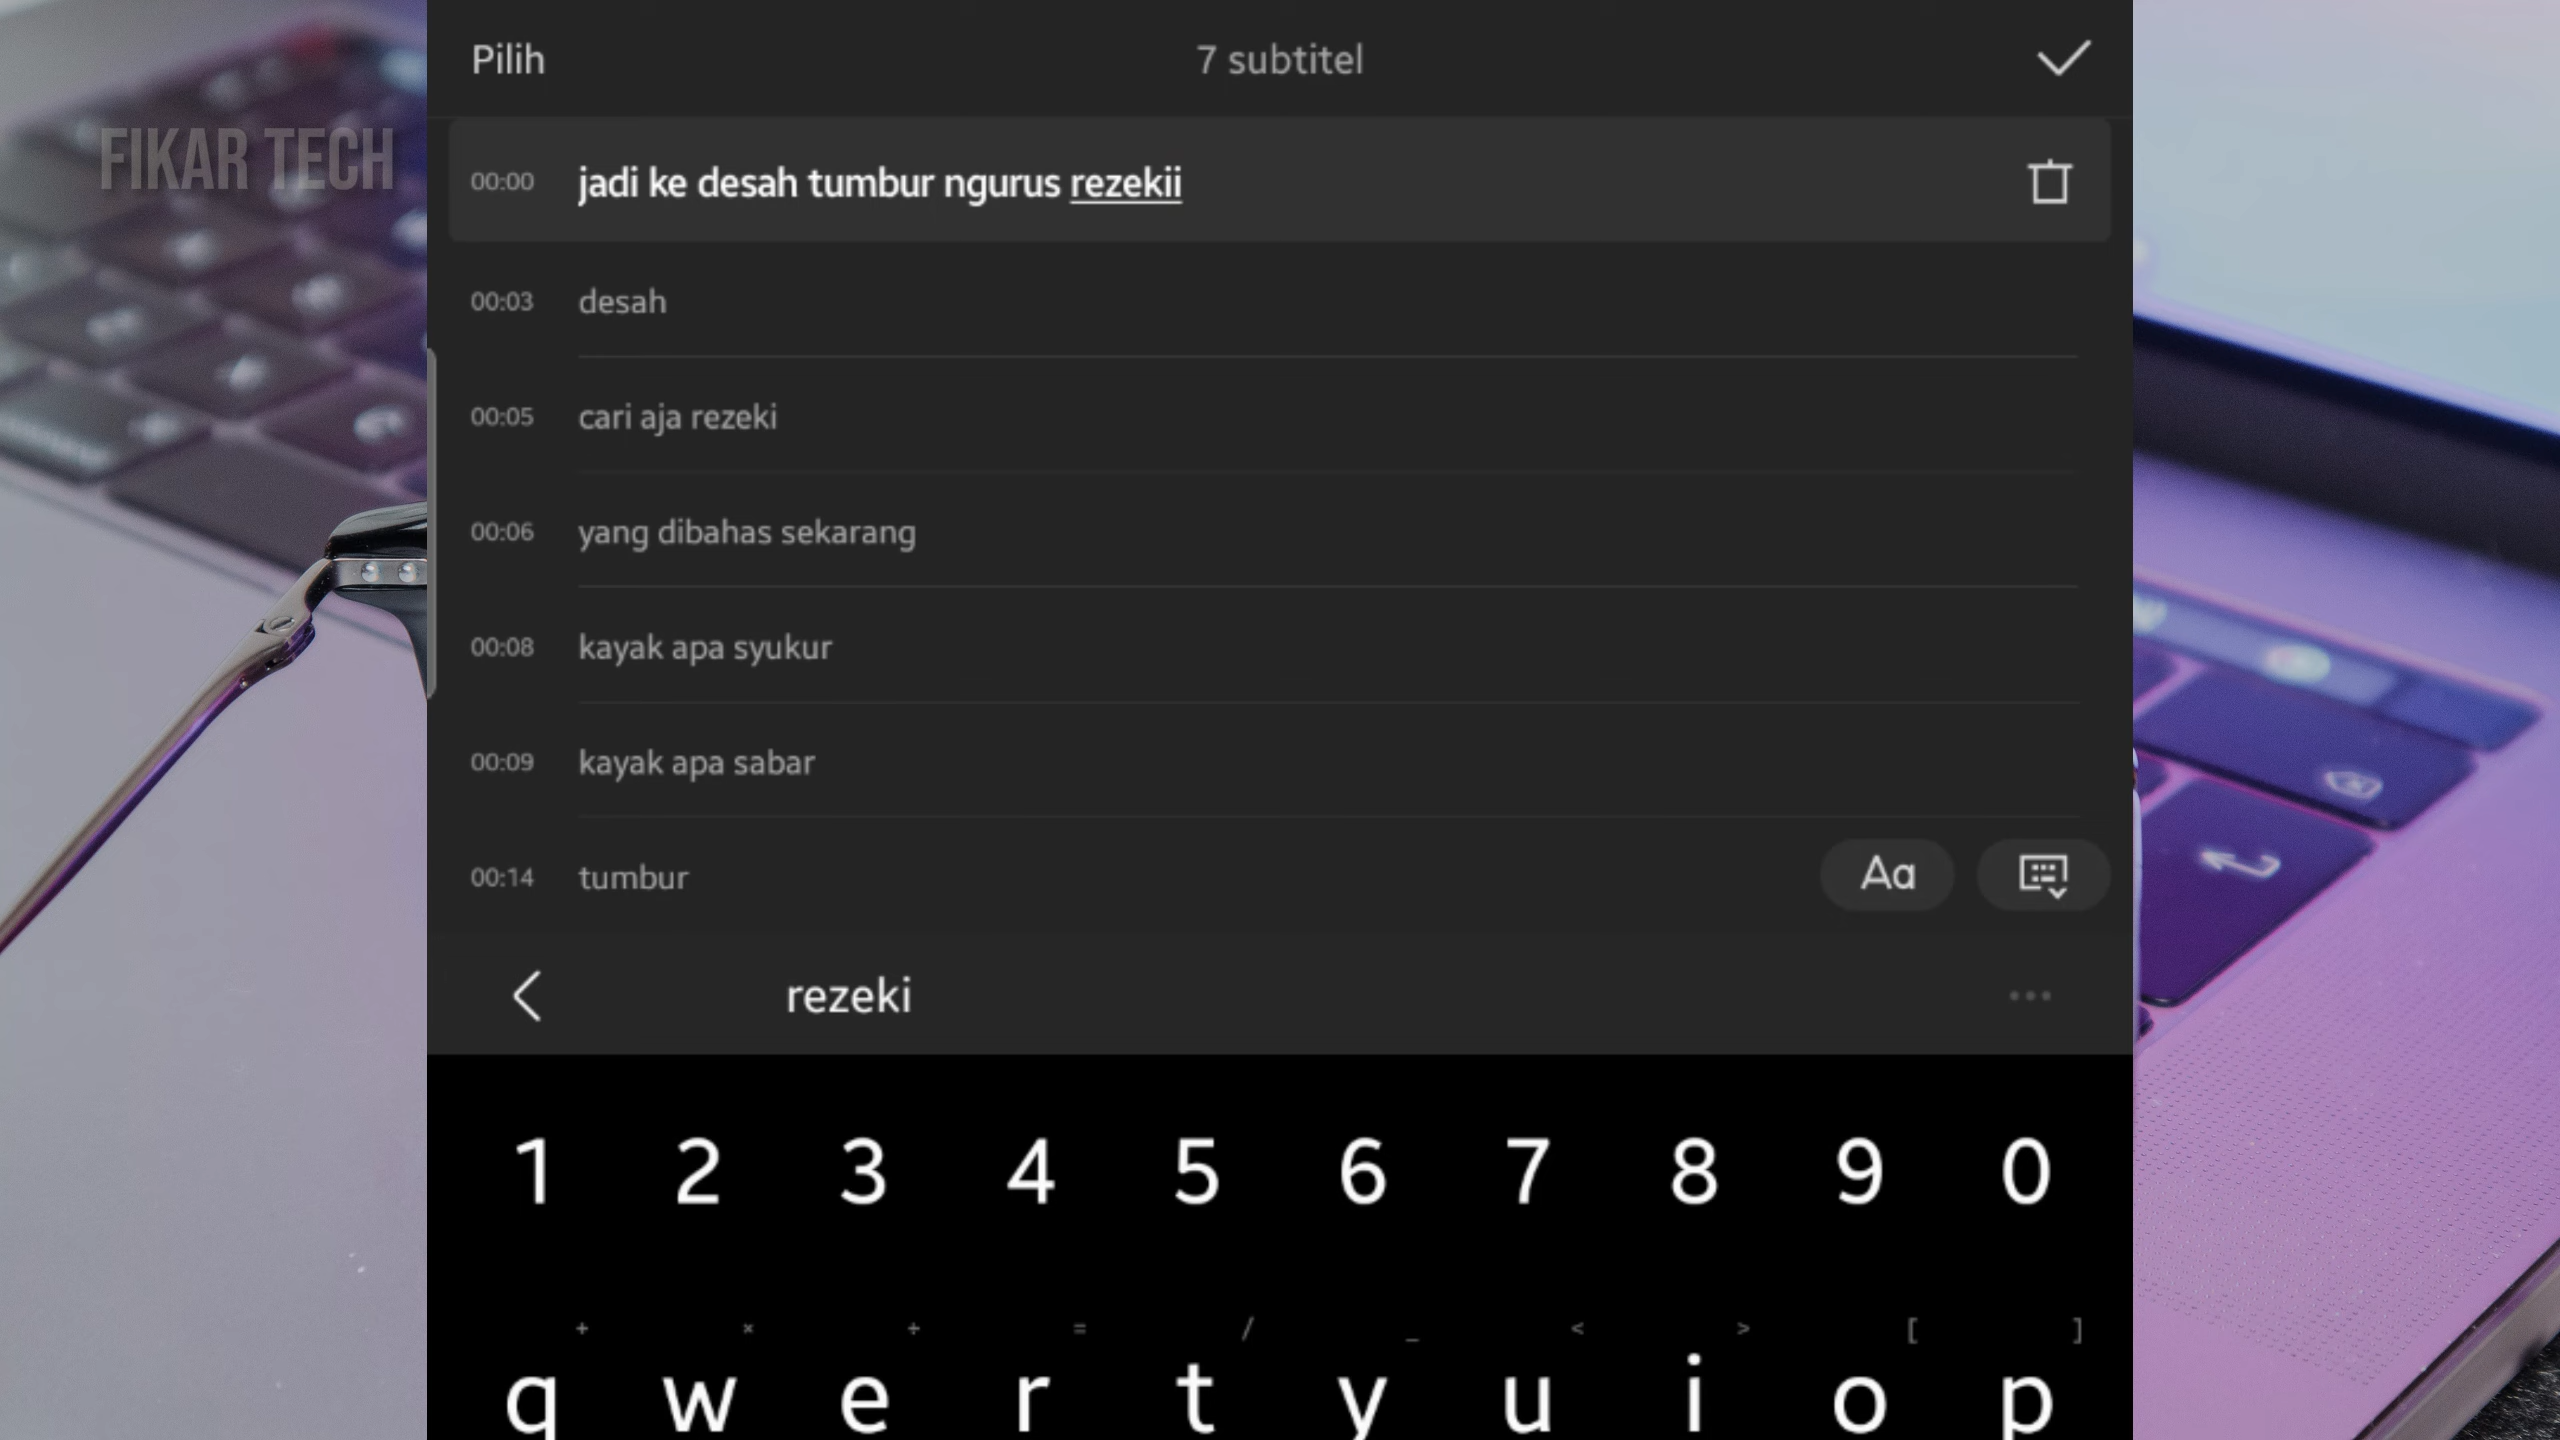 Pilih
7 subtitel
FIKAR TECH
00:00 jadi ke desah tumbur ngurus rezekii
00:03 desah
00:05 cari aja rezeki
00:06 yang dibahas sekarang
00:08 kayak apa syukur
00:09 kayak apa sabar
00:14 tumbur
Aa
rezeki
1 2 3 4 5 6 7 8 9 0
+ × ÷ = / _ < > [ ]
q w e r t y u i o p